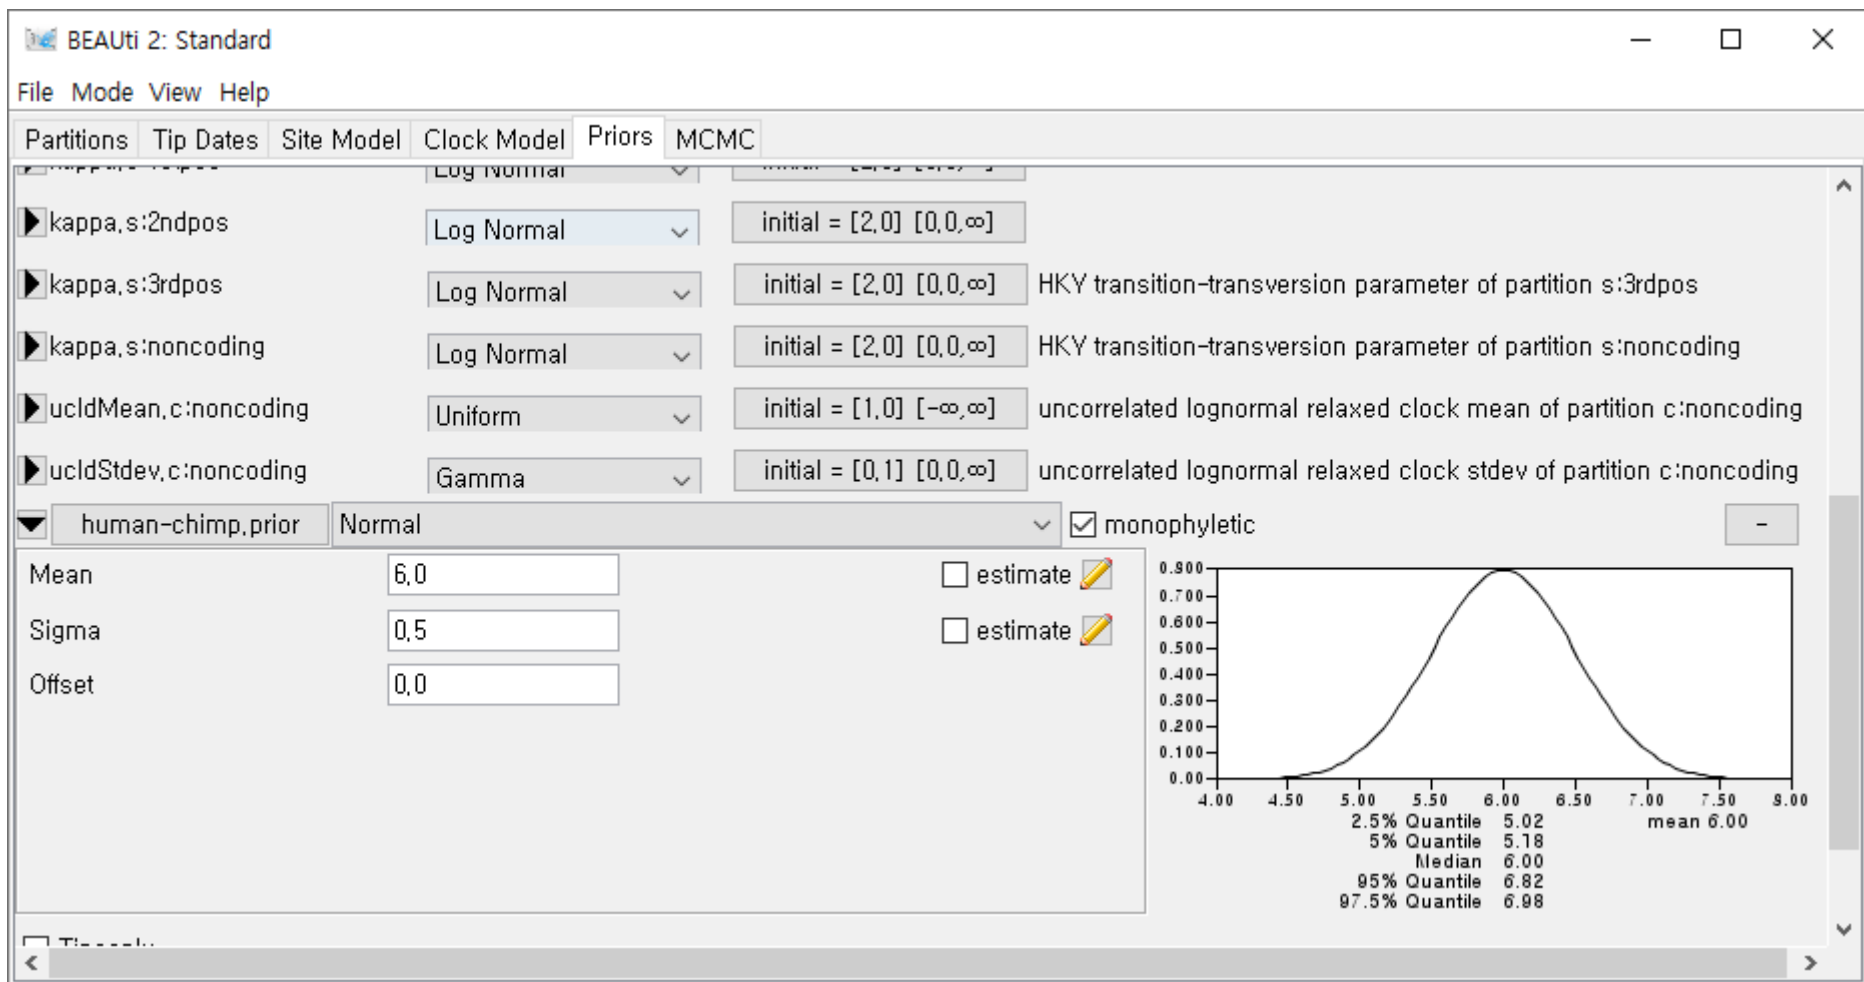 BEAUti 2: Standard
File Mode View Help
Partitions Tip Dates Site Model Clock Model Priors MCMC
Log Normal
kappa.s:2ndpos Log Normal initial = [2.0] [0.0,∞]
kappa.s:3rdpos Log Normal initial = [2.0] [0.0,∞] HKY transition-transversion parameter of partition s:3rdpos
kappa.s:noncoding Log Normal initial = [2.0] [0.0,∞] HKY transition-transversion parameter of partition s:noncoding
ucldMean.c:noncoding Uniform initial = [1.0] [-∞,∞] uncorrelated lognormal relaxed clock mean of partition c:noncoding
ucldStdev.c:noncoding Gamma initial = [0.1] [0.0,∞] uncorrelated lognormal relaxed clock stdev of partition c:noncoding
human-chimp.prior Normal monophyletic -
Mean 6.0 estimate
Sigma 0.5 estimate
Offset 0.0
0.800
0.700
0.600
0.500
0.400
0.300
0.200
0.100
0.00
4.00 4.50 5.00 5.50 6.00 6.50 7.00 7.50 8.00
2.5% Quantile 5.02 mean 6.00
5% Quantile 5.18
Median 6.00
95% Quantile 6.82
97.5% Quantile 6.98